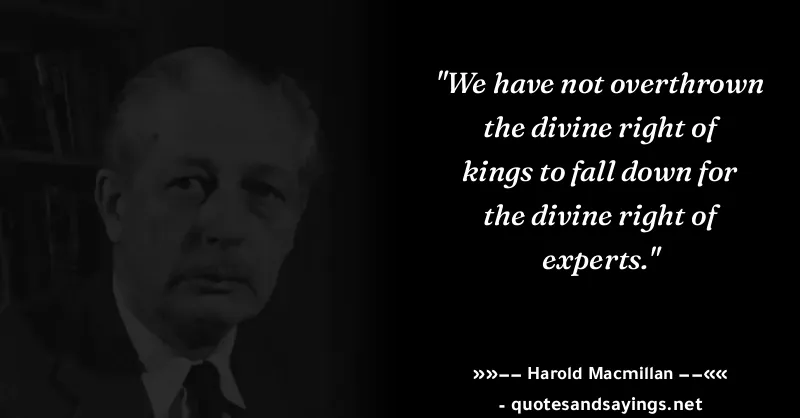 "We have not overthrown
the divine right of
kings to fall down for
the divine right of
experts."
»»–– Harold Macmillan ––««
- quotesandsayings.net